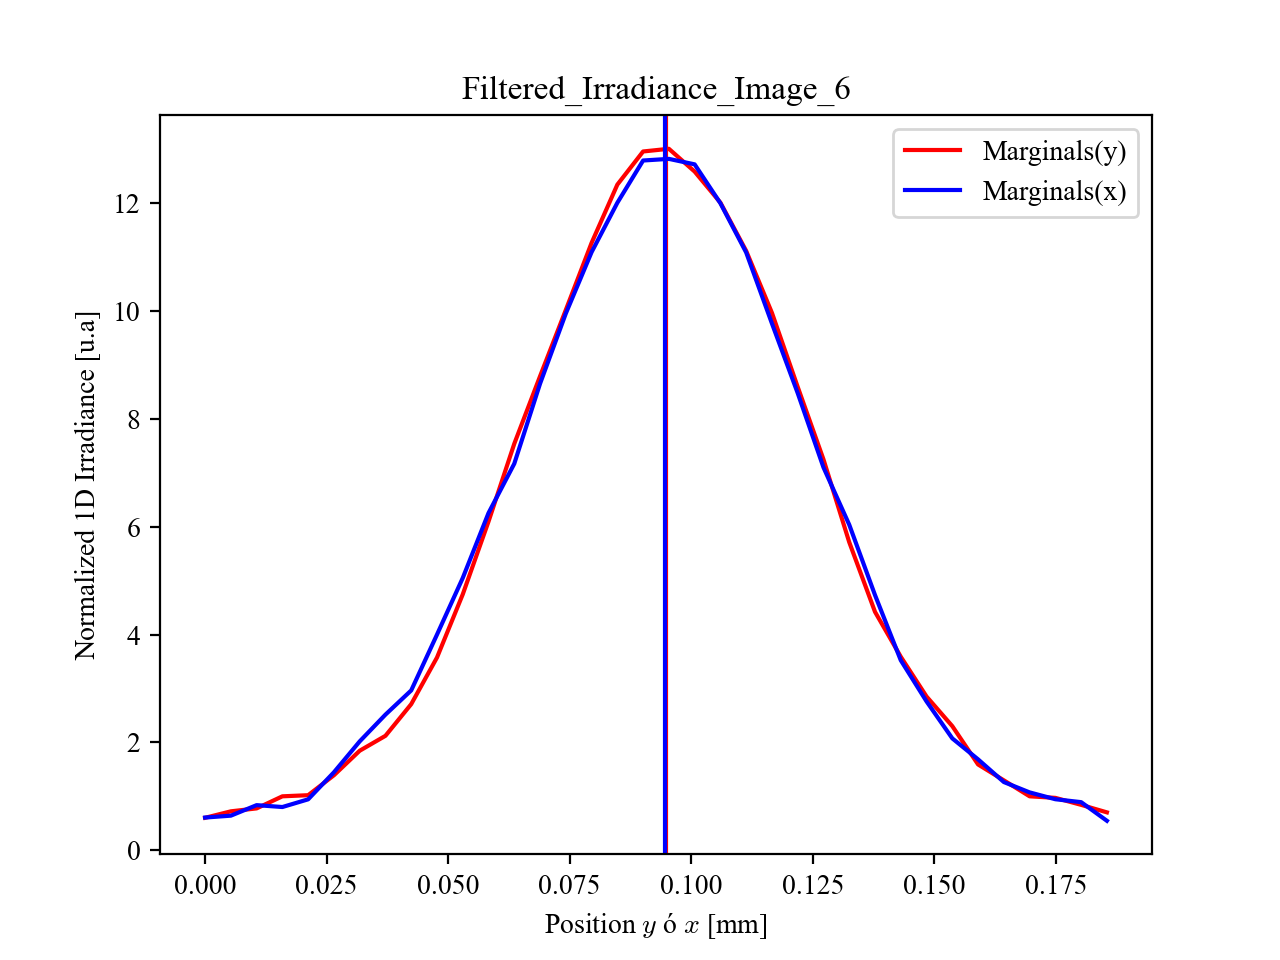 Filtered_Irradiance_Image_6
Marginals(y)
Marginals(x)
Normalized 1D Irradiance [u.a]
12
10
8
6
4
2
0
0.000 0.025 0.050 0.075 0.100 0.125 0.150 0.175
Position y ó x [mm]